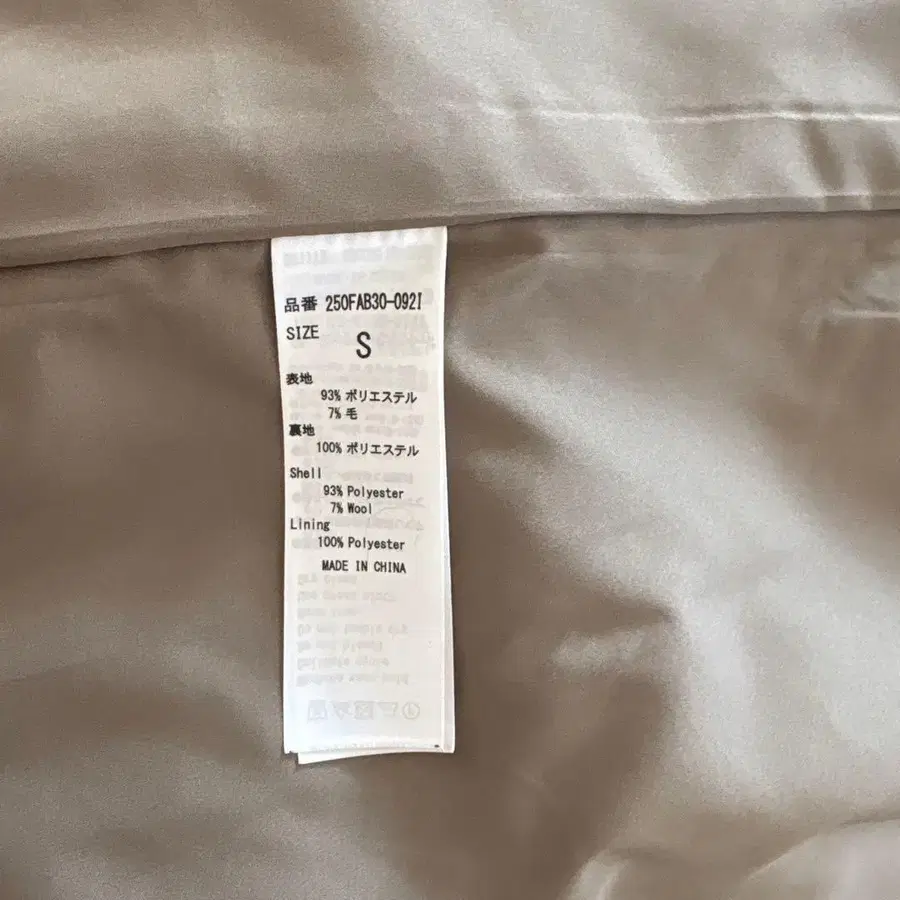 品番 250FAB30-092I
SIZE
S
表地
93% ポリエステル
7% 毛
裏地
100% ポリエステル
Shell
93% Polyester
7% Wool
Lining
100% Polyester
MADE IN CHINA